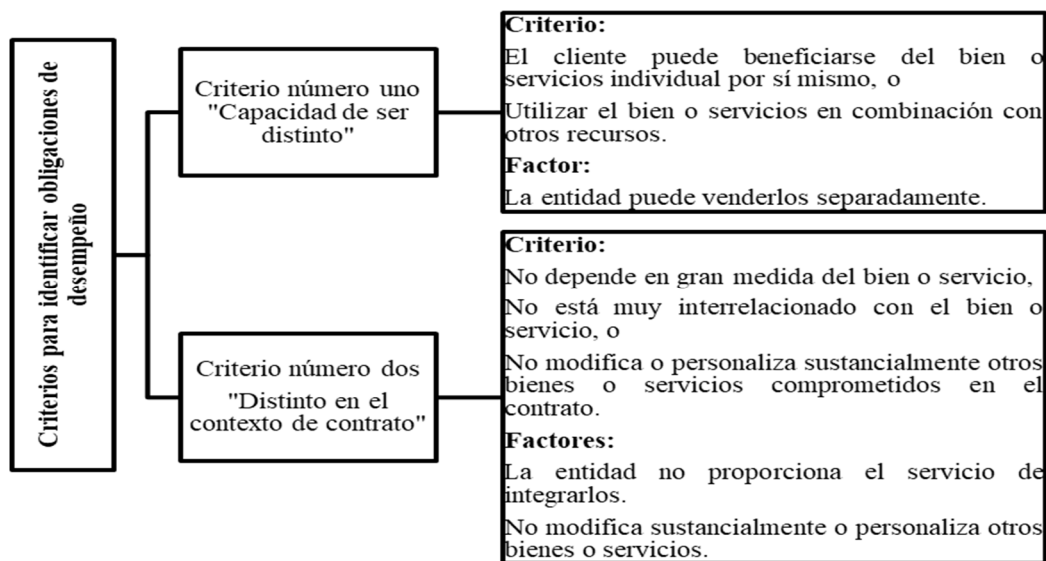 Criterios para identificar obligaciones de
desempeño
Criterio número uno
"Capacidad de ser
distinto"
Criterio:
El cliente puede beneficiarse del bien o
servicios individual por sí mismo, o
Utilizar el bien o servicios en combinación con
otros recursos.
Factor:
La entidad puede venderlos separadamente.
Criterio número dos
"Distinto en el
contexto de contrato"
Criterio:
No depende en gran medida del bien o servicio,
No está muy interrelacionado con el bien o
servicio, o
No modifica o personaliza sustancialmente otros
bienes o servicios comprometidos en el
contrato.
Factores:
La entidad no proporciona el servicio de
integrarlos.
No modifica sustancialmente o personaliza otros
bienes o servicios.